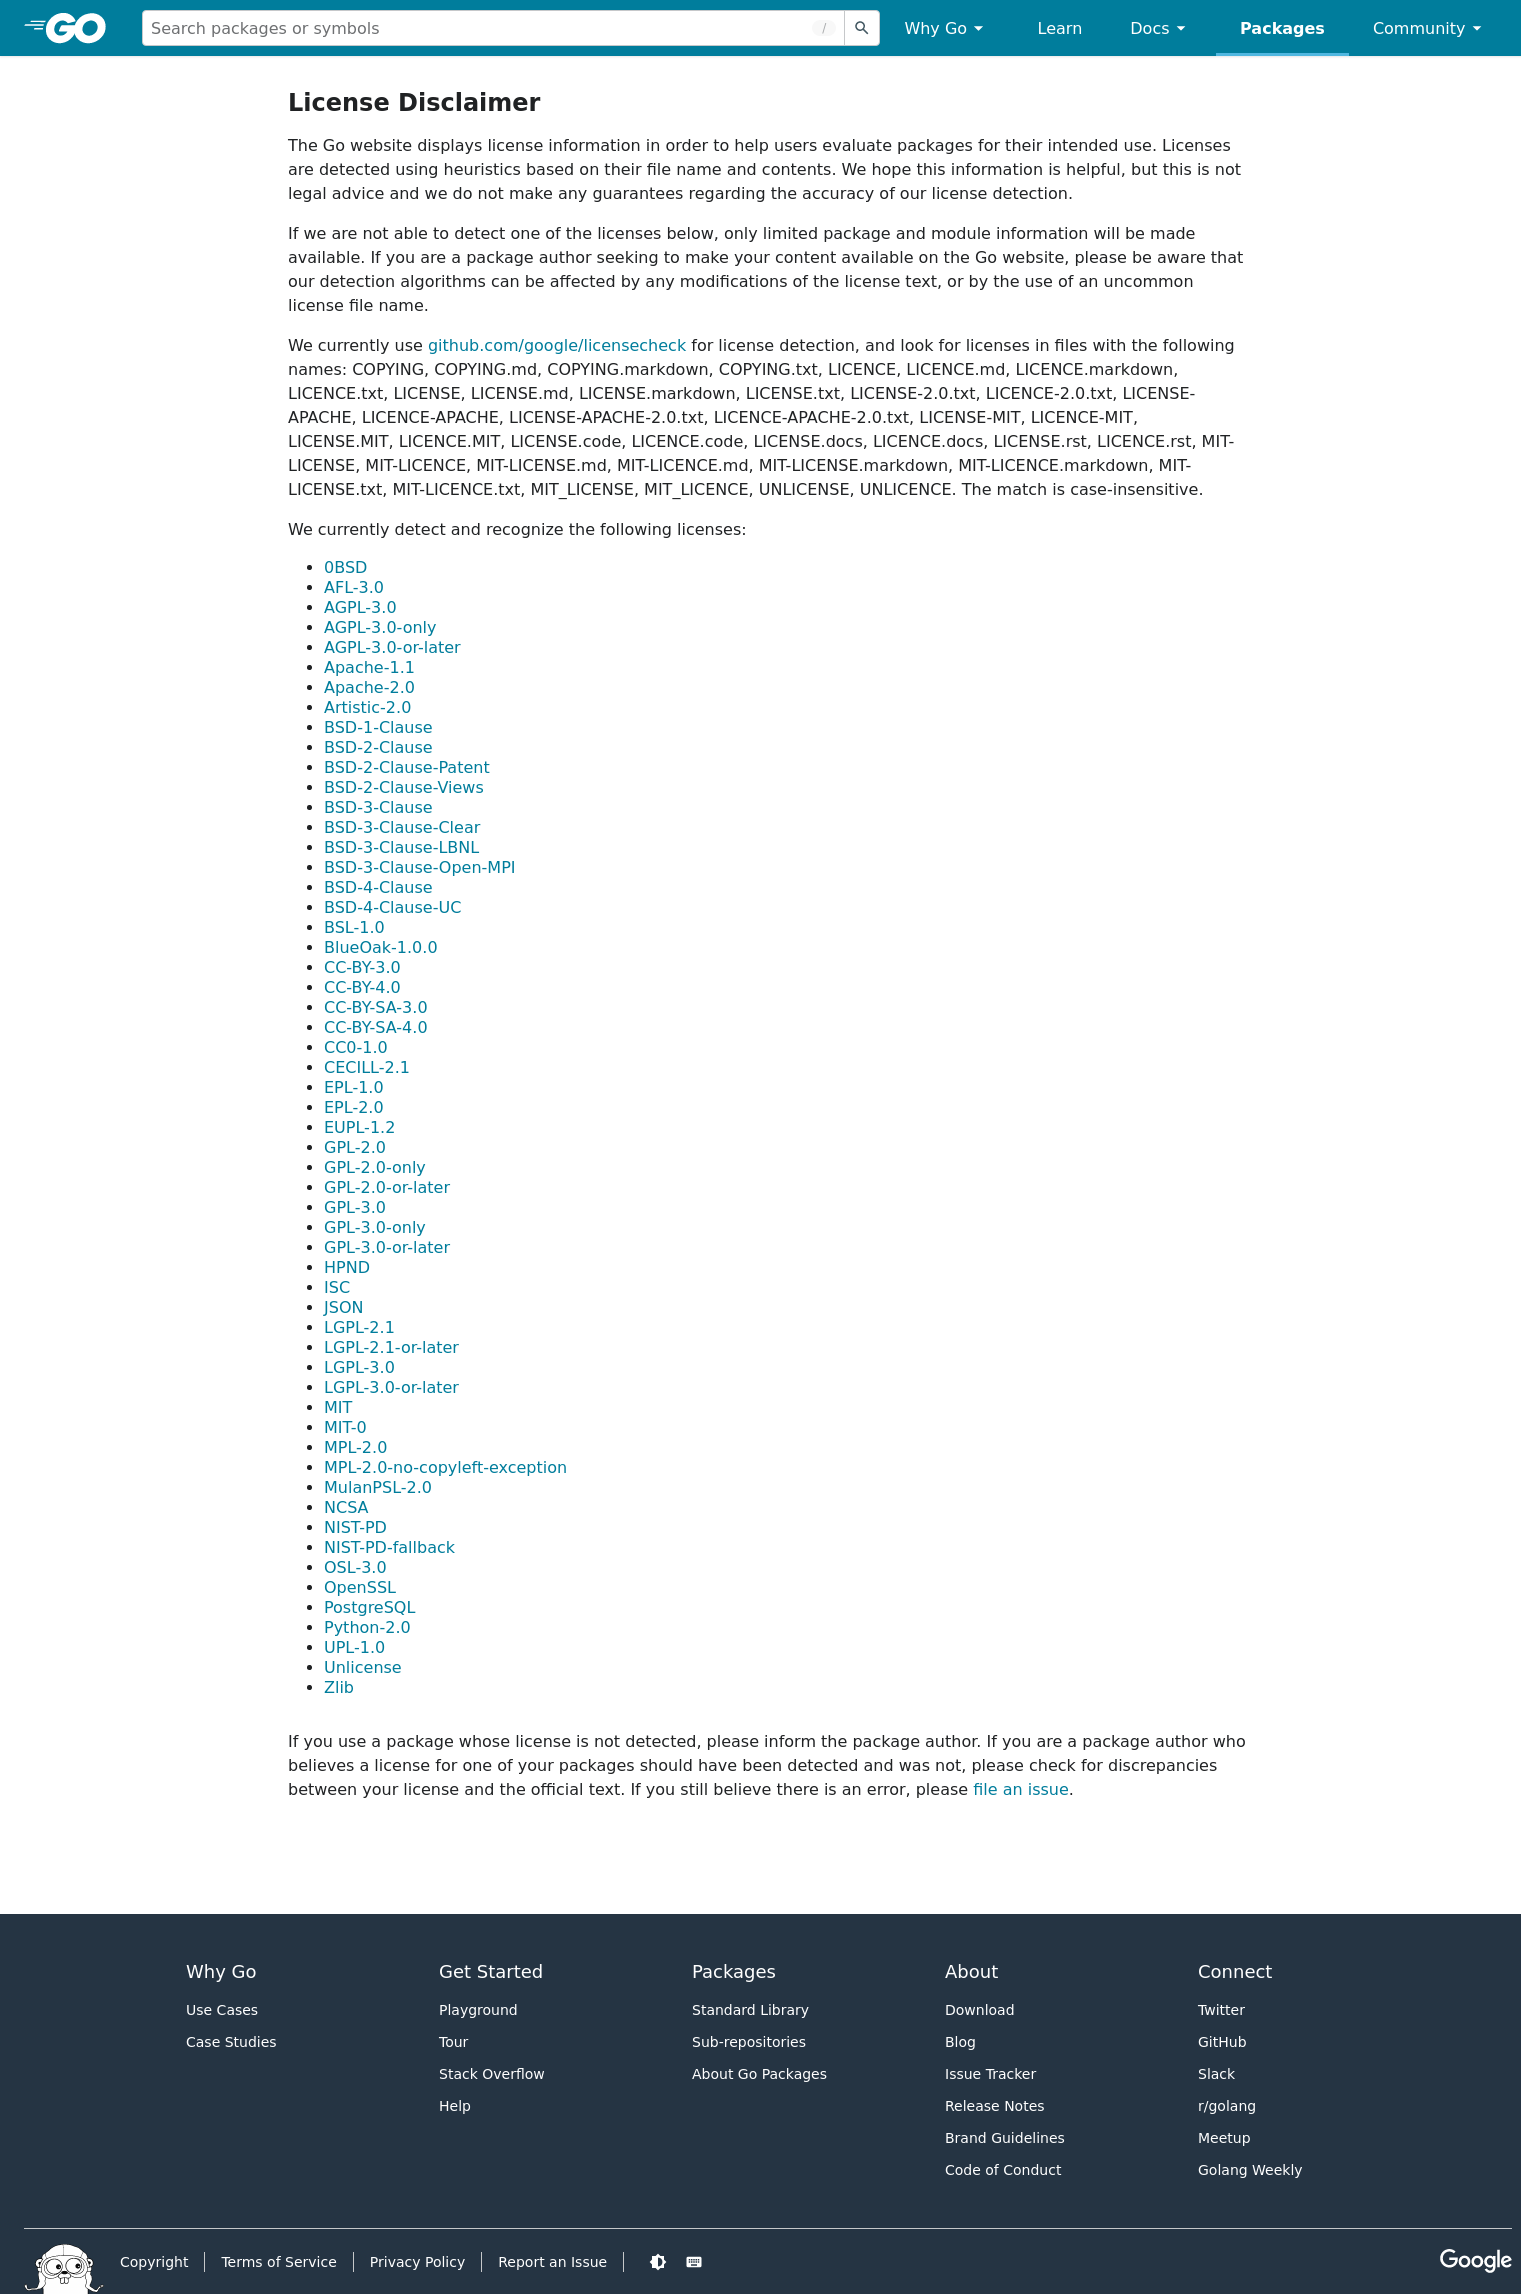 GO
Search packages or symbols
/
Why Go
Learn
Docs
Packages
Community
License Disclaimer
The Go website displays license information in order to help users evaluate packages for their intended use. Licenses
are detected using heuristics based on their file name and contents. We hope this information is helpful, but this is not
legal advice and we do not make any guarantees regarding the accuracy of our license detection.
If we are not able to detect one of the licenses below, only limited package and module information will be made
available. If you are a package author seeking to make your content available on the Go website, please be aware that
our detection algorithms can be affected by any modifications of the license text, or by the use of an uncommon
license file name.
We currently use github.com/google/licensecheck for license detection, and look for licenses in files with the following
names: COPYING, COPYING.md, COPYING.markdown, COPYING.txt, LICENCE, LICENCE.md, LICENCE.markdown,
LICENCE.txt, LICENSE, LICENSE.md, LICENSE.markdown, LICENSE.txt, LICENSE-2.0.txt, LICENCE-2.0.txt, LICENSE-
APACHE, LICENCE-APACHE, LICENSE-APACHE-2.0.txt, LICENCE-APACHE-2.0.txt, LICENSE-MIT, LICENCE-MIT,
LICENSE.MIT, LICENCE.MIT, LICENSE.code, LICENCE.code, LICENSE.docs, LICENCE.docs, LICENSE.rst, LICENCE.rst, MIT-
LICENSE, MIT-LICENCE, MIT-LICENSE.md, MIT-LICENCE.md, MIT-LICENSE.markdown, MIT-LICENCE.markdown, MIT-
LICENSE.txt, MIT-LICENCE.txt, MIT_LICENSE, MIT_LICENCE, UNLICENSE, UNLICENCE. The match is case-insensitive.
We currently detect and recognize the following licenses:
0BSD
AFL-3.0
AGPL-3.0
AGPL-3.0-only
AGPL-3.0-or-later
Apache-1.1
Apache-2.0
Artistic-2.0
BSD-1-Clause
BSD-2-Clause
BSD-2-Clause-Patent
BSD-2-Clause-Views
BSD-3-Clause
BSD-3-Clause-Clear
BSD-3-Clause-LBNL
BSD-3-Clause-Open-MPI
BSD-4-Clause
BSD-4-Clause-UC
BSL-1.0
BlueOak-1.0.0
CC-BY-3.0
CC-BY-4.0
CC-BY-SA-3.0
CC-BY-SA-4.0
CC0-1.0
CECILL-2.1
EPL-1.0
EPL-2.0
EUPL-1.2
GPL-2.0
GPL-2.0-only
GPL-2.0-or-later
GPL-3.0
GPL-3.0-only
GPL-3.0-or-later
HPND
ISC
JSON
LGPL-2.1
LGPL-2.1-or-later
LGPL-3.0
LGPL-3.0-or-later
MIT
MIT-0
MPL-2.0
MPL-2.0-no-copyleft-exception
MulanPSL-2.0
NCSA
NIST-PD
NIST-PD-fallback
OSL-3.0
OpenSSL
PostgreSQL
Python-2.0
UPL-1.0
Unlicense
Zlib
If you use a package whose license is not detected, please inform the package author. If you are a package author who
believes a license for one of your packages should have been detected and was not, please check for discrepancies
between your license and the official text. If you still believe there is an error, please file an issue.
Why Go
Use Cases
Case Studies
Get Started
Playground
Tour
Stack Overflow
Help
Packages
Standard Library
Sub-repositories
About Go Packages
About
Download
Blog
Issue Tracker
Release Notes
Brand Guidelines
Code of Conduct
Connect
Twitter
GitHub
Slack
r/golang
Meetup
Golang Weekly
Copyright
Terms of Service
Privacy Policy
Report an Issue
Google